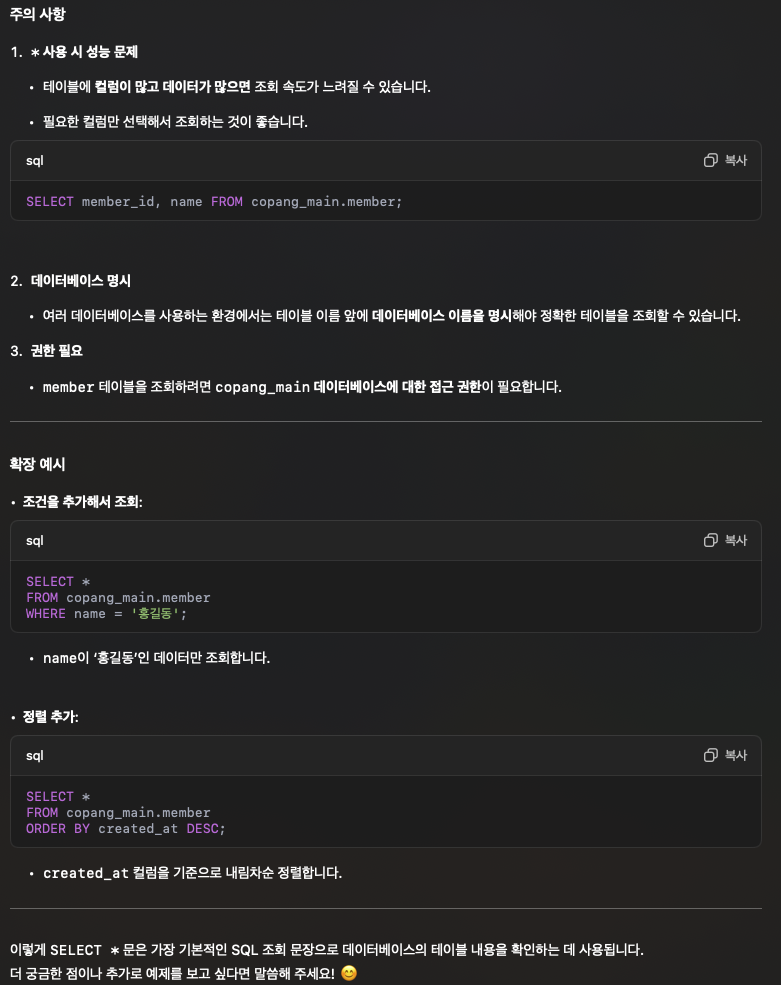 주의 사항
1. * 사용 시 성능 문제
• 테이블에 컬럼이 많고 데이터가 많으면 조회 속도가 느려질 수 있습니다.
• 필요한 컬럼만 선택해서 조회하는 것이 좋습니다.
sql 복사
SELECT member_id, name FROM copang_main.member;
2. 데이터베이스 명시
• 여러 데이터베이스를 사용하는 환경에서는 테이블 이름 앞에 데이터베이스 이름을 명시해야 정확한 테이블을 조회할 수 있습니다.
3. 권한 필요
• member 테이블을 조회하려면 copang_main 데이터베이스에 대한 접근 권한이 필요합니다.
확장 예시
• 조건을 추가해서 조회:
sql 복사
SELECT *
FROM copang_main.member
WHERE name = '홍길동';
• name이 ‘홍길동’인 데이터만 조회합니다.
• 정렬 추가:
sql 복사
SELECT *
FROM copang_main.member
ORDER BY created_at DESC;
• created_at 컬럼을 기준으로 내림차순 정렬합니다.
이렇게 SELECT * 문은 가장 기본적인 SQL 조회 문장으로 데이터베이스의 테이블 내용을 확인하는 데 사용됩니다.
더 궁금한 점이나 추가로 예제를 보고 싶다면 말씀해 주세요! 😊